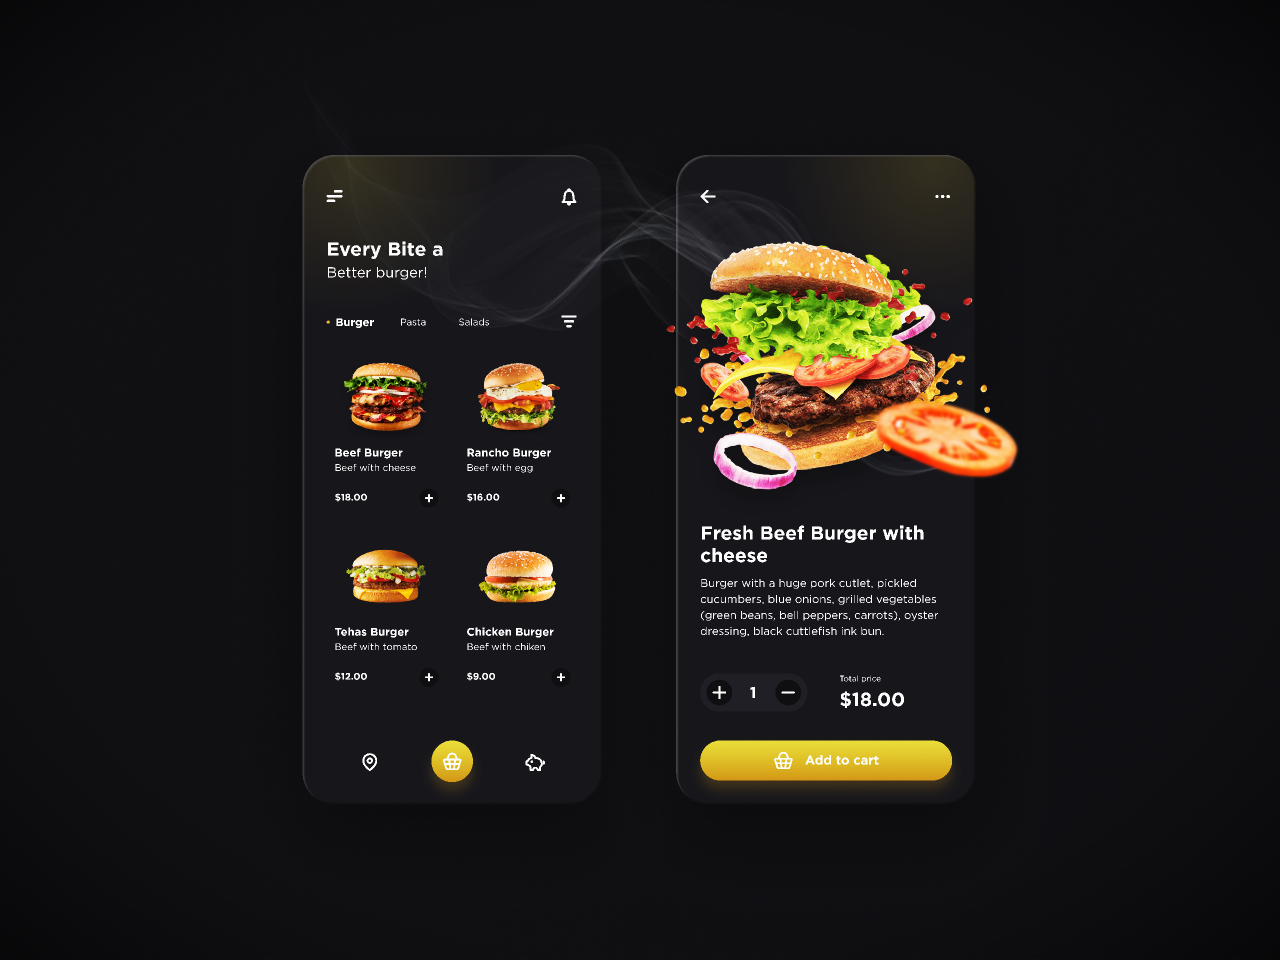 Every Bite a
Better burger!
Burger Pasta Salads
Beef Burger
Beef with cheese
$18.00
Rancho Burger
Beef with egg
$16.00
Tehas Burger
Beef with tomato
$12.00
Chicken Burger
Beef with chiken
$9.00
Fresh Beef Burger with
cheese
Burger with a huge pork cutlet, pickled
cucumbers, blue onions, grilled vegetables
(green beans, bell peppers, carrots), oyster
dressing, black cuttlefish ink bun.
1
Total price
$18.00
Add to cart